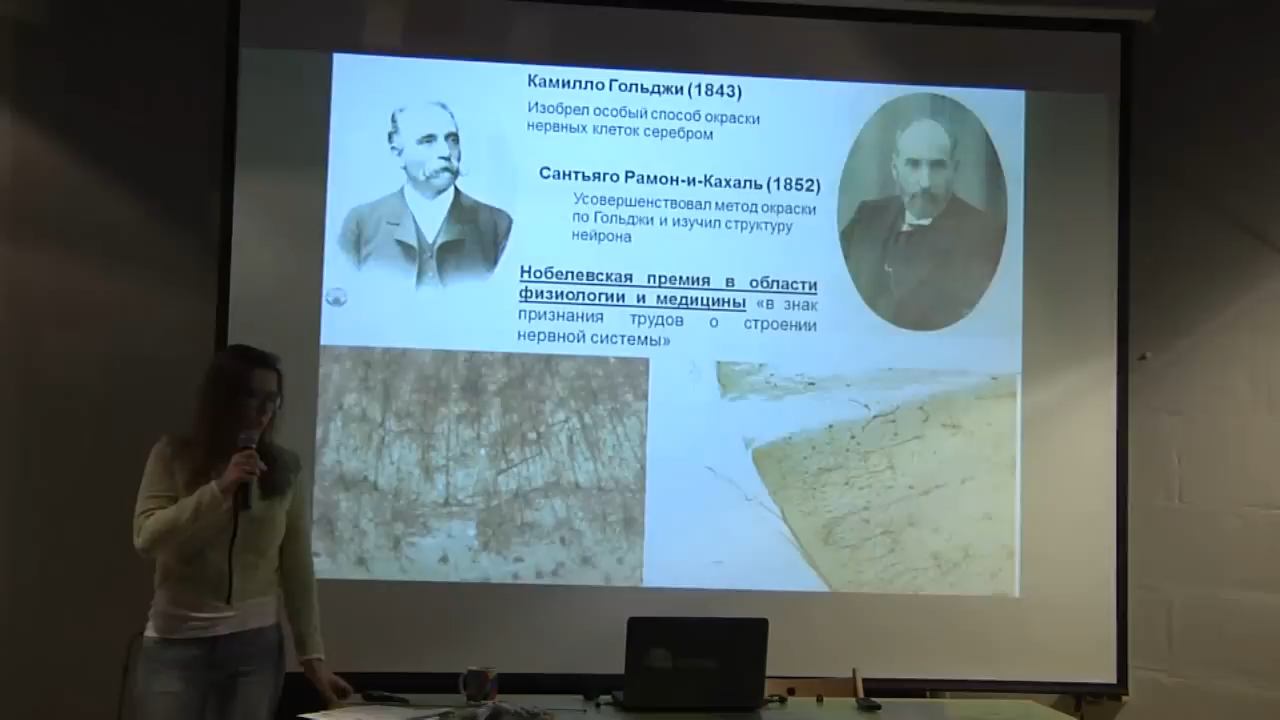 Камилло Гольджи (1843)
Изобрел особый способ окраски
нервных клеток серебром
Сантьяго Рамон-и-Кахаль (1852)
Усовершенствовал метод окраски
по Гольджи и изучил структуру
нейрона
Нобелевская премия в области
физиологии и медицины «в знак
признания трудов о строении
нервной системы»